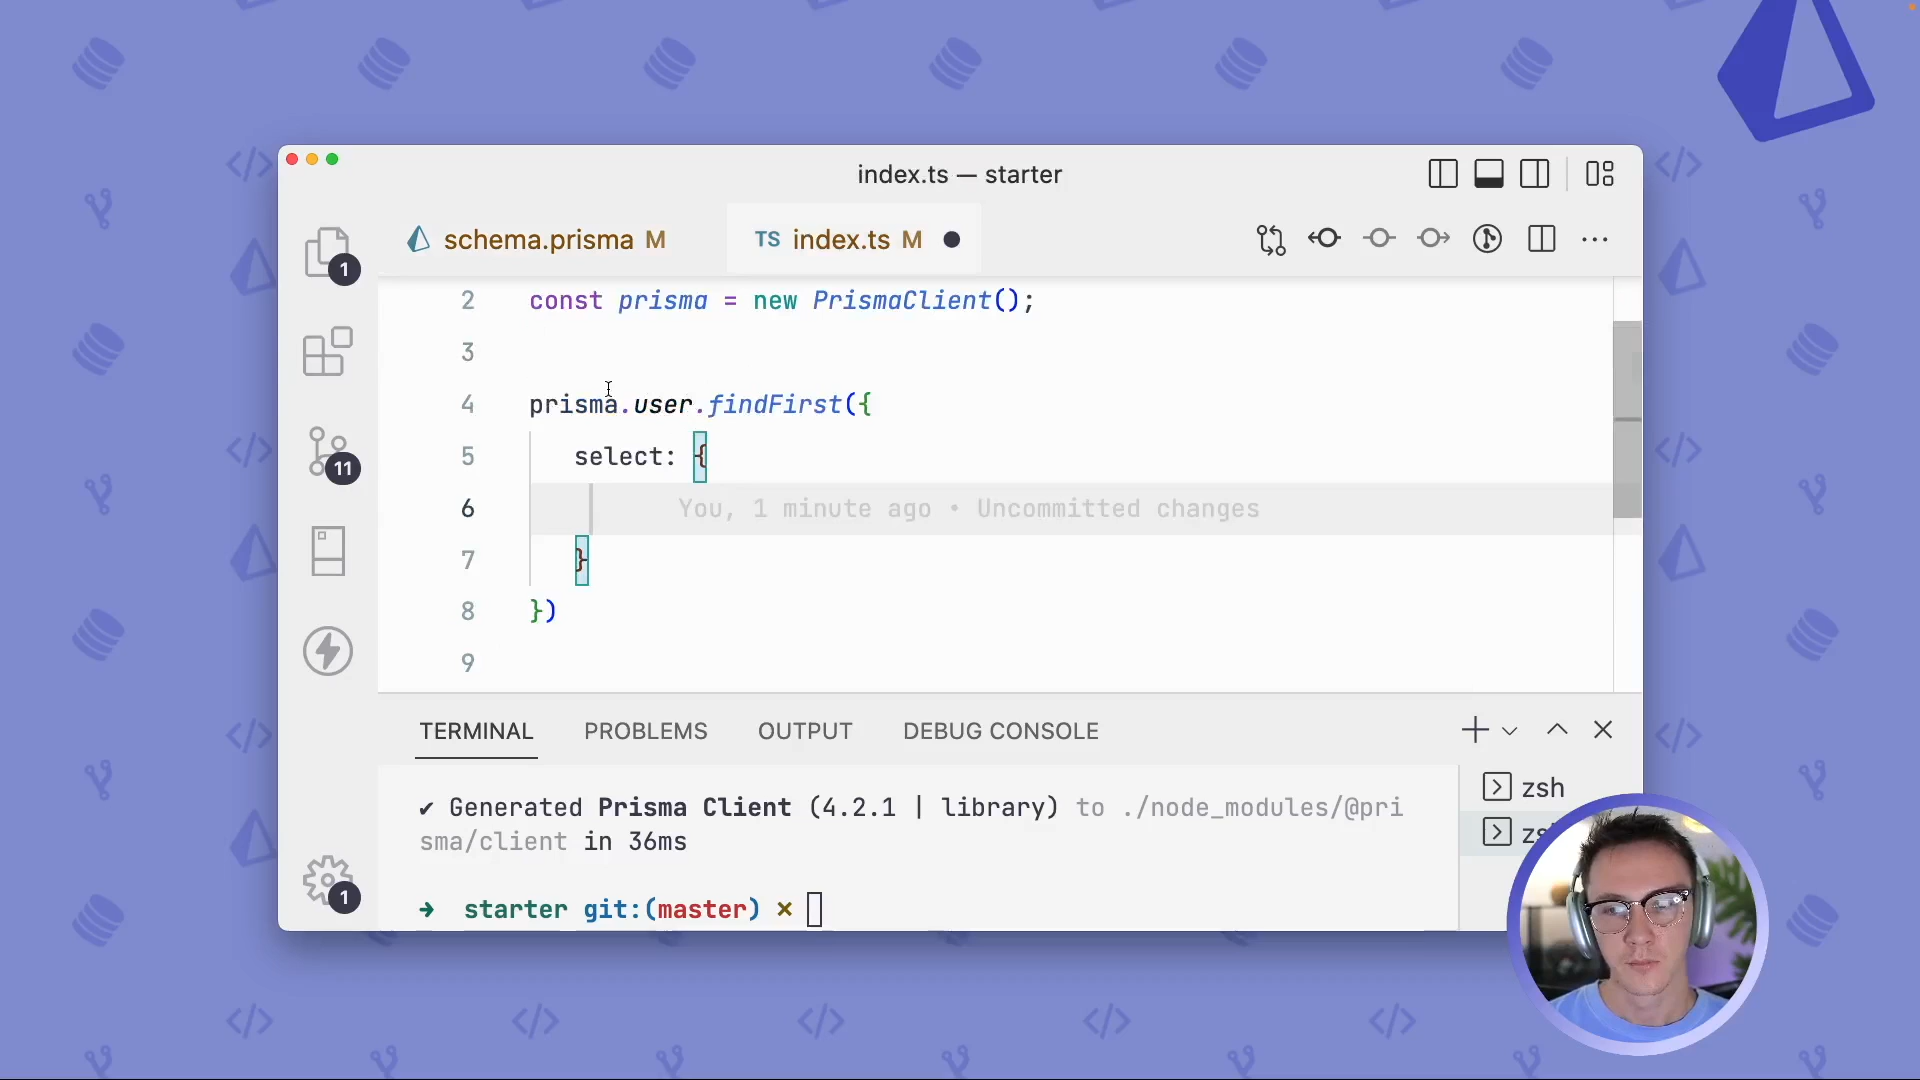 index.ts — starter
schema.prisma M
TS index.ts M
1
11
1
2 const prisma = new PrismaClient();
3
4 prisma.user.findFirst({
5 select: {
6 You, 1 minute ago • Uncommitted changes
7 }
8 })
9
TERMINAL PROBLEMS OUTPUT DEBUG CONSOLE
✔ Generated Prisma Client (4.2.1 | library) to ./node_modules/@pri
sma/client in 36ms
→ starter git:(master) ×
zsh